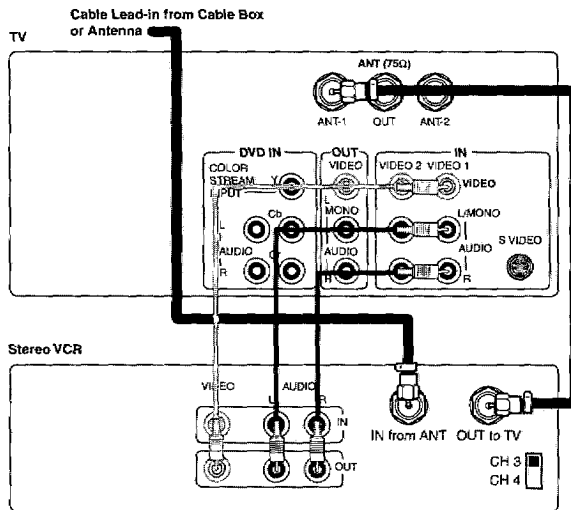 Cable Lead-in from Cable Box
or Antenna
TV
ANT (75Ω)
ANT-1 OUT ANT-2
DVD IN OUT IN
COLOR
STREAM
INPUT
Y
VIDEO
VIDEO 2 VIDEO 1
VIDEO
L
MONO
L/MONO
Cb
L
AUDIO
R
Cr
AUDIO
R
AUDIO
R
S VIDEO
Stereo VCR
VIDEO AUDIO
L R
IN
OUT
IN from ANT OUT to TV
CH 3
CH 4